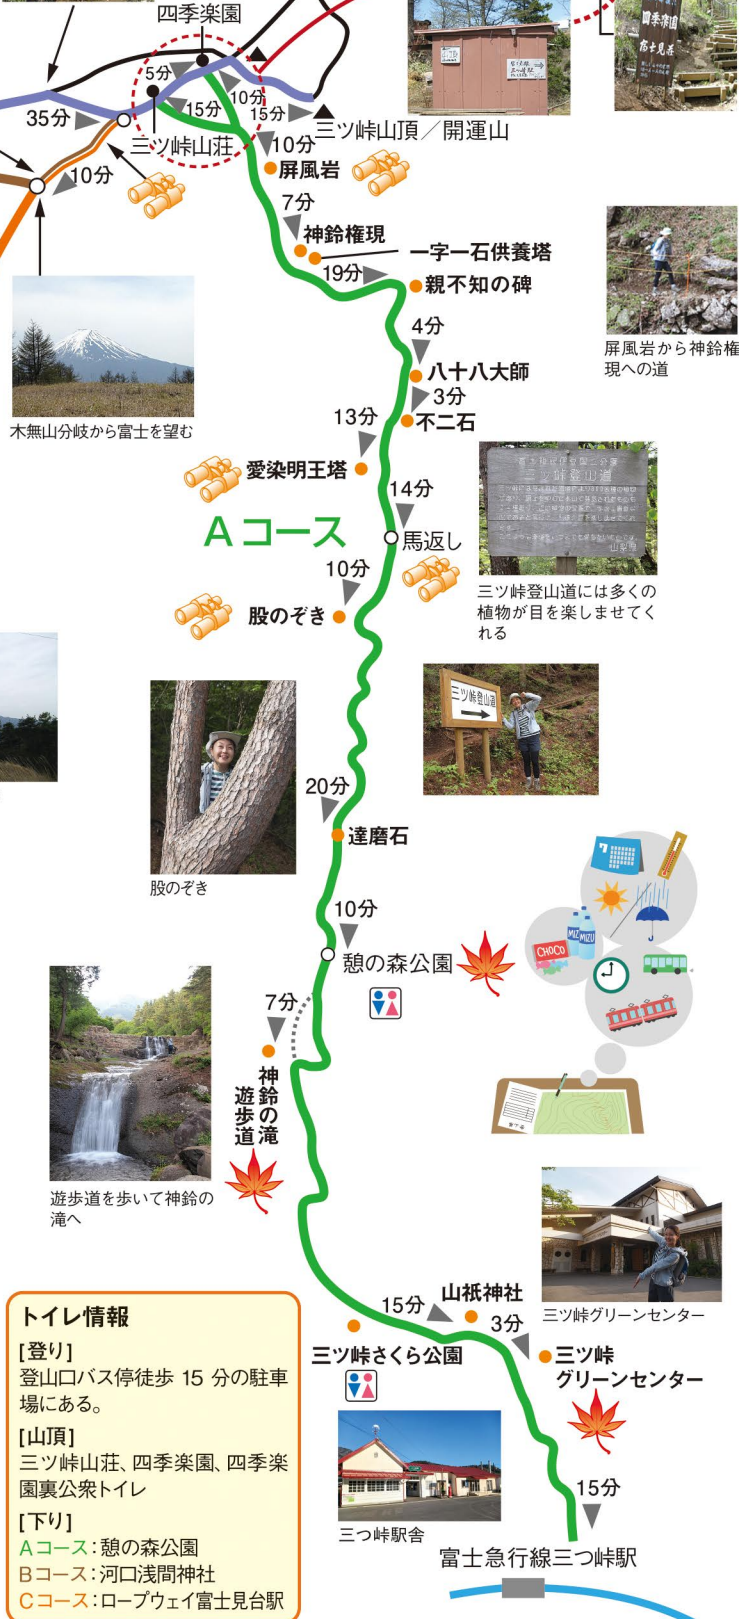 四季楽園
5分
10分
15分
15分
35分
三ツ峠山荘
三ツ峠山頂／開運山
10分
10分
屏風岩
7分
神鈴権現
一字一石供養塔
19分
親不知の碑
屏風岩から神鈴権
現への道
4分
八十八大師
3分
不二石
木無山分岐から富士を望む
13分
愛染明王塔
14分
Aコース
馬返し
三ツ峠登山道
山梨県
三ツ峠登山道には多くの
植物が目を楽しませてく
れる
10分
股のぞき
三ツ峠登山道
20分
達磨石
股のぞき
10分
憩の森公園
CHOCO
MIZU
7
7分
神鈴の滝
遊歩道
遊歩道を歩いて神鈴の
滝へ
15分
山祇神社
三ツ峠グリーンセンター
3分
三ツ峠さくら公園
三ツ峠
グリーンセンター
トイレ情報
[登り]
登山口バス停徒歩 15 分の駐車
場にある。
[山頂]
三ツ峠山荘、四季楽園、四季楽
園裏公衆トイレ
[下り]
Aコース：憩の森公園
Bコース：河口浅間神社
Cコース：ロープウェイ富士見台駅
15分
三つ峠駅舎
富士急行線三つ峠駅